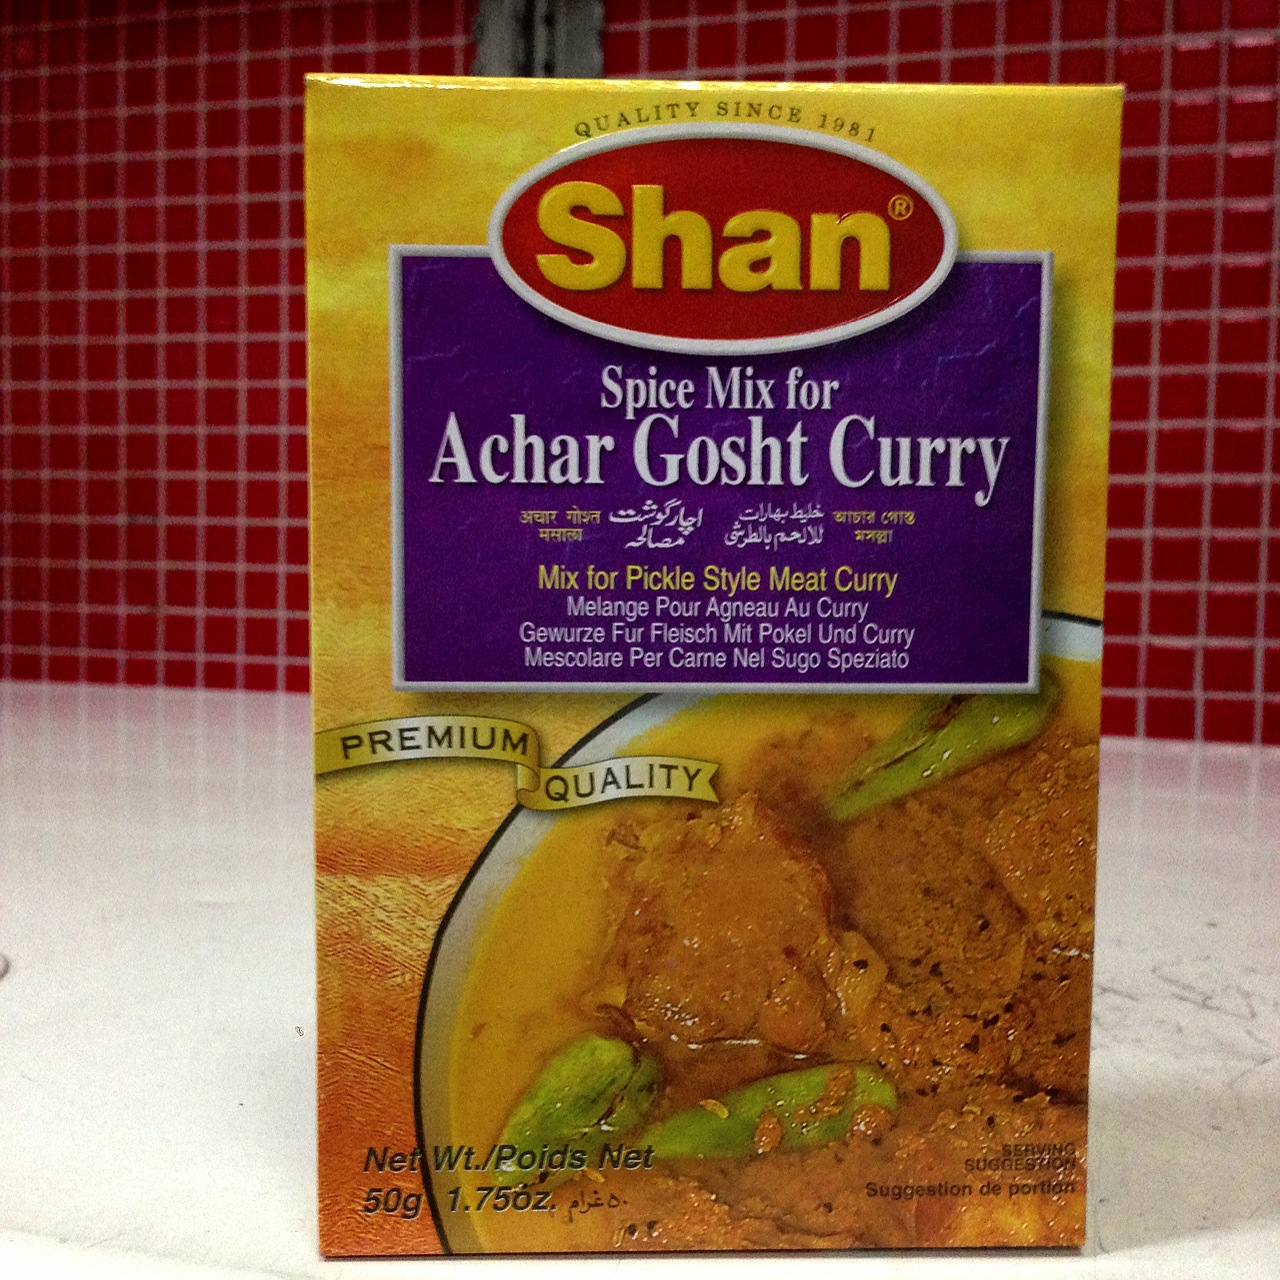 QUALITY SINCE 1981
Shan®
Spice Mix for
Achar Gosht Curry
अचार गोश्त
मसाला
اچار گوشت
مصالحہ
خليط بهارات
للالحم بالطرشي
আচার গোস্ত
মসল্লা
Mix for Pickle Style Meat Curry
Melange Pour Agneau Au Curry
Gewurze Fur Fleisch Mit Pokel Und Curry
Mescolare Per Carne Nel Sugo Speziato
PREMIUM
QUALITY
Net Wt./Poids Net
50g 1.75oz. ٥٠ غرام
SERVING
SUGGESTION
Suggestion de portion